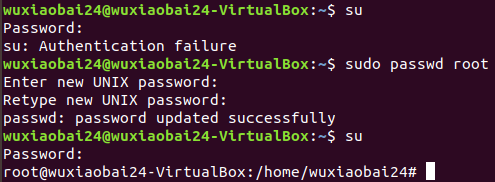 wuxiaobai24@wuxiaobai24-VirtualBox:~$ su
Password:
su: Authentication failure
wuxiaobai24@wuxiaobai24-VirtualBox:~$ sudo passwd root
Enter new UNIX password:
Retype new UNIX password:
passwd: password updated successfully
wuxiaobai24@wuxiaobai24-VirtualBox:~$ su
Password:
root@wuxiaobai24-VirtualBox:/home/wuxiaobai24#